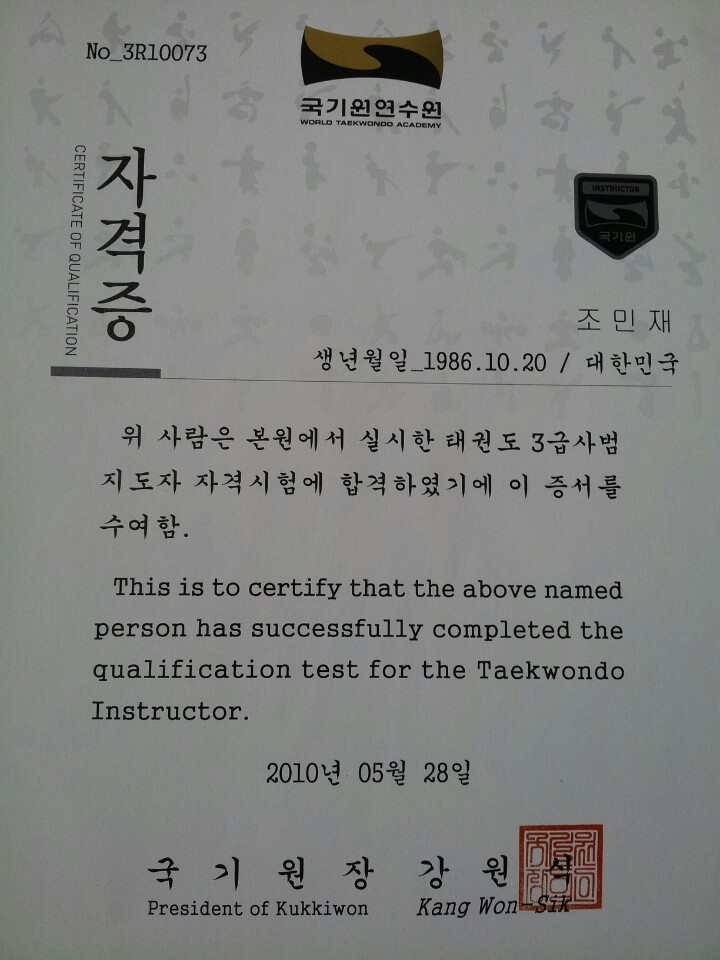 No_3R10073
국기원연수원
WORLD TAEKWONDO ACADEMY
자격증
CERTIFICATE OF QUALIFICATION
INSTRUCTOR
국기원
조민재
생년월일_1986.10.20 / 대한민국
위 사람은 본원에서 실시한 태권도 3급사범
지도자 자격시험에 합격하였기에 이 증서를
수여함.
This is to certify that the above named
person has successfully completed the
qualification test for the Taekwondo
Instructor.
2010년 05월 28일
국기원장 강원석
President of Kukkiwon Kang Won-Sik